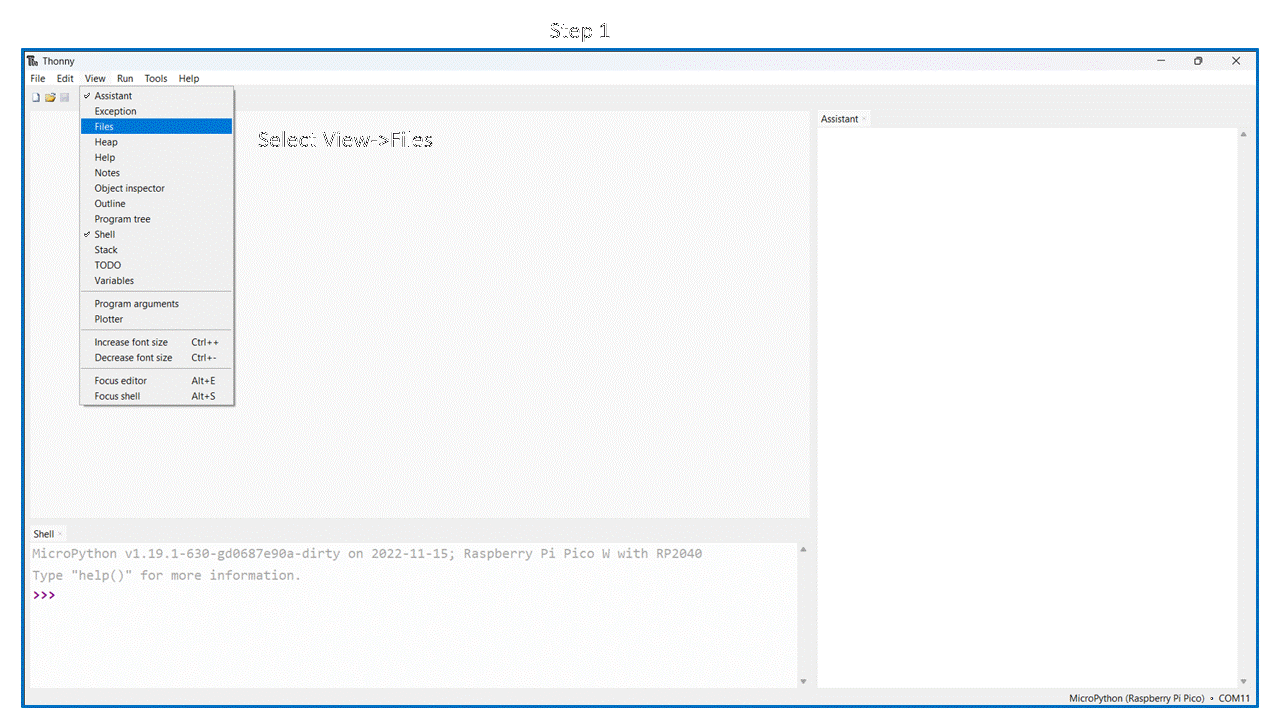 Step 1
Thonny
File Edit View Run Tools Help
Assistant
Exception
Files
Heap
Help
Notes
Object inspector
Outline
Program tree
Shell
Stack
TODO
Variables
Program arguments
Plotter
Increase font size Ctrl++
Decrease font size Ctrl+-
Focus editor Alt+E
Focus shell Alt+S
Select View->Files
Assistant
Shell
MicroPython v1.19.1-630-gd0687e90a-dirty on 2022-11-15; Raspberry Pi Pico W with RP2040
Type "help()" for more information.
>>>
MicroPython (Raspberry Pi Pico) • COM11